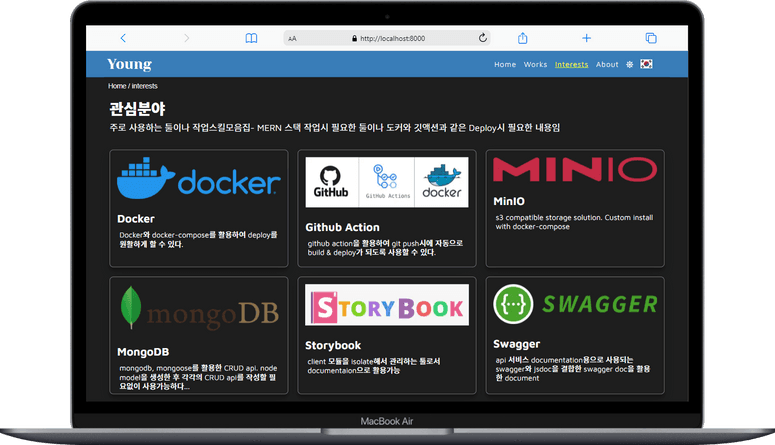 AA
http://localhost:8000
Young
Home Works Interests About
Home / interests
관심분야
주로 사용하는 툴이나 작업스킬모음집- MERN 스택 작업시 필요한 툴이나 도커와 깃액션과 같은 Deploy시 필요한 내용임
docker
Docker
Docker와 docker-compose를 활용하여 deploy를
원활하게 할 수 있다.
GitHub
GitHub Actions
docker
Github Action
github action을 활용하여 git push시에 자동으로
build & deploy가 되도록 사용할 수 있다.
MINIO
MinIO
s3 compatible storage solution. Custom install
with docker-compose
mongoDB
MongoDB
mongodb, mongoose를 활용한 CRUD api. node
model을 생성한 후 각각의 CRUD api를 작성할 필
요없이 사용가능하다...
STORYBOOK
Storybook
client 모듈을 isolate해서 관리하는 툴로서
documentaion으로 활용가능
SWAGGER
Swagger
api 서비스 documentation용으로 사용되는
swagger와 jsdoc을 결합한 swagger doc을 활용
한 document
MacBook Air